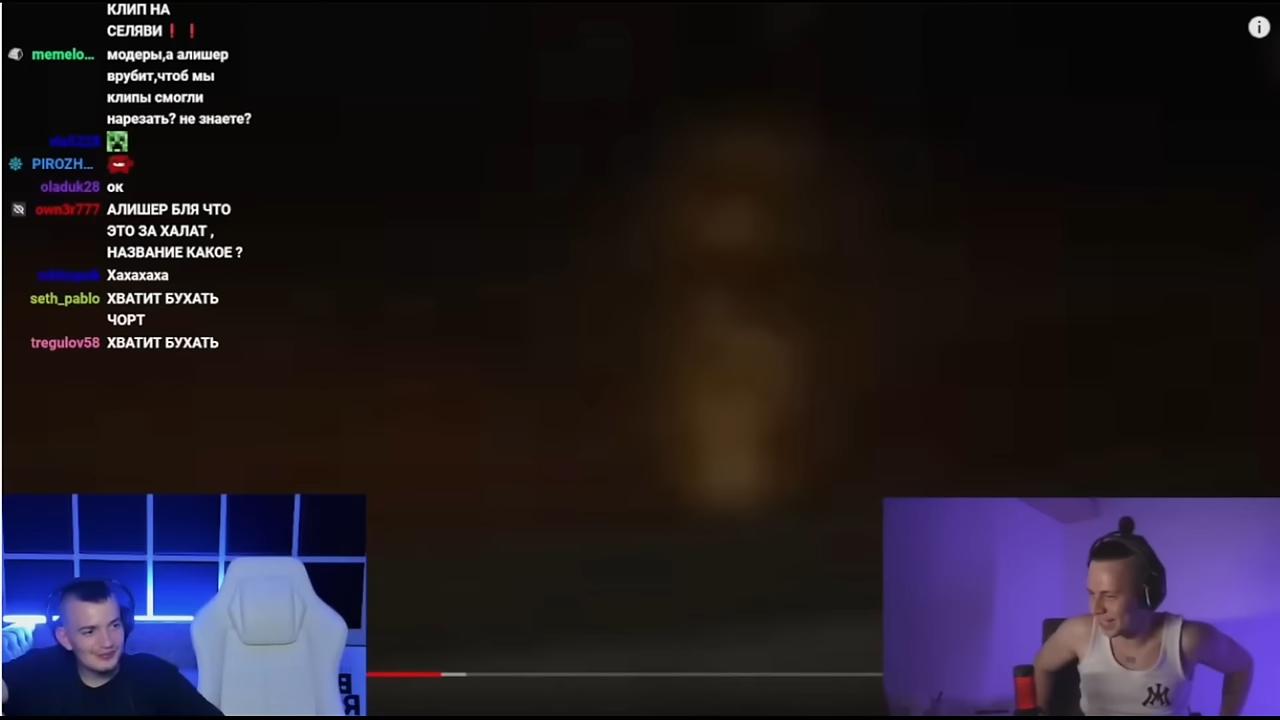 КЛИП НА
СЕЛЯВИ❗❗
memelo... модеры,а алишер
врубит,чтоб мы
клипы смогли
нарезать? не знаете?
PIROZH...
oladuk28 ок
own3r777 АЛИШЕР БЛЯ ЧТО
ЭТО ЗА ХАЛАТ ,
НАЗВАНИЕ КАКОЕ ?
Хахахаха
seth_pablo ХВАТИТ БУХАТЬ
ЧОРТ
tregulov58 ХВАТИТ БУХАТЬ